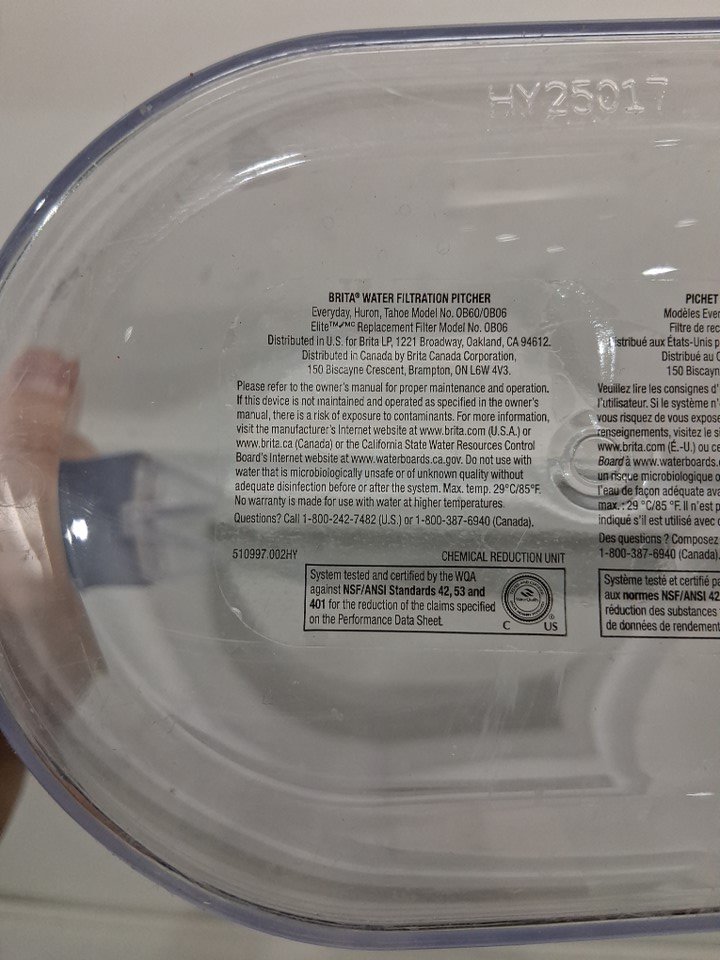 HY25017
BRITA® WATER FILTRATION PITCHER
Everyday, Huron, Tahoe Model No. OB60/OB06
Elite™/MC Replacement Filter Model No. OB06
Distributed in U.S. for Brita LP, 1221 Broadway, Oakland, CA 94612.
Distributed in Canada by Brita Canada Corporation,
150 Biscayne Crescent, Brampton, ON L6W 4V3.
Please refer to the owner's manual for proper maintenance and operation.
If this device is not maintained and operated as specified in the owner's
manual, there is a risk of exposure to contaminants. For more information,
visit the manufacturer's Internet website at www.brita.com (U.S.A.) or
www.brita.ca (Canada) or the California State Water Resources Control
Board's Internet website at www.waterboards.ca.gov. Do not use with
water that is microbiologically unsafe or of unknown quality without
adequate disinfection before or after the system. Max. temp. 29°C/85°F.
No warranty is made for use with water at higher temperatures.
Questions? Call 1-800-242-7482 (U.S.) or 1-800-387-6940 (Canada).
510997.002HY CHEMICAL REDUCTION UNIT
System tested and certified by the WQA
against NSF/ANSI Standards 42, 53 and
401 for the reduction of the claims specified
on the Performance Data Sheet.
C US
®
PICHET
Modèles Ever
Filtre de rec
stribué aux États-Unis p
Distribué au C
150 Biscayn
Veuillez lire les consignes d'
l'utilisateur. Si le système n'
vous risquez de vous expose
renseignements, visitez le si
www.brita.com (É.-U.) ou ce
Board à www.waterboards.
un risque microbiologique o
l'eau de façon adéquate ava
max. : 29 °C/85 °F. Il n'est p
indiqué s'il est utilisé avec d
Des questions ? Composez
1-800-387-6940 (Canada).
Système testé et certifié pa
aux normes NSF/ANSI 42
réduction des substances
de données de rendement